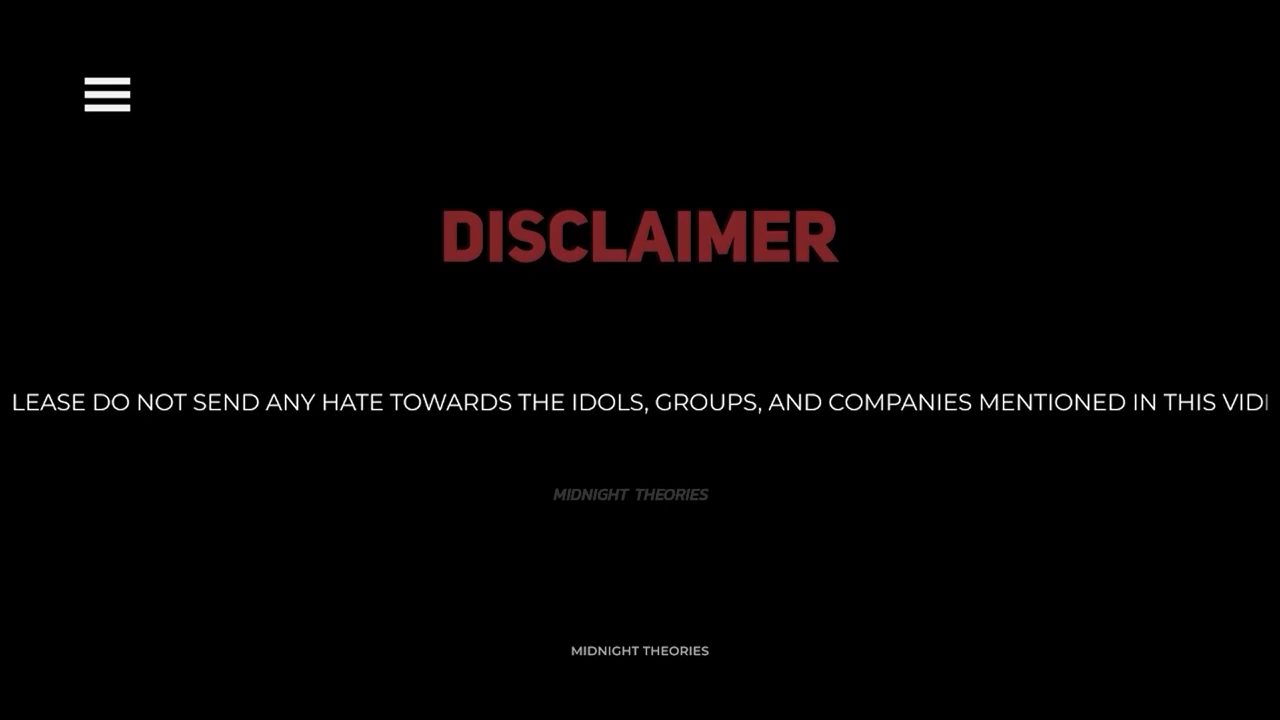 DISCLAIMER
LEASE DO NOT SEND ANY HATE TOWARDS THE IDOLS, GROUPS, AND COMPANIES MENTIONED IN THIS VID
MIDNIGHT THEORIES
MIDNIGHT THEORIES